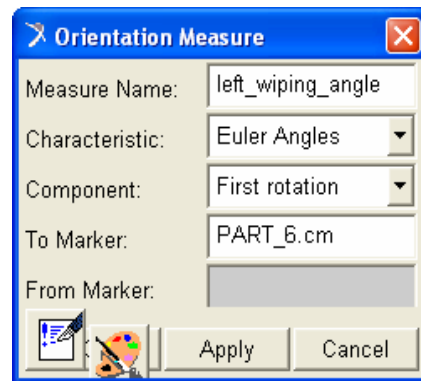 Orientation Measure
Measure Name: left_wiping_angle
Characteristic: Euler Angles
Component: First rotation
To Marker: PART_6.cm
From Marker:
Apply Cancel